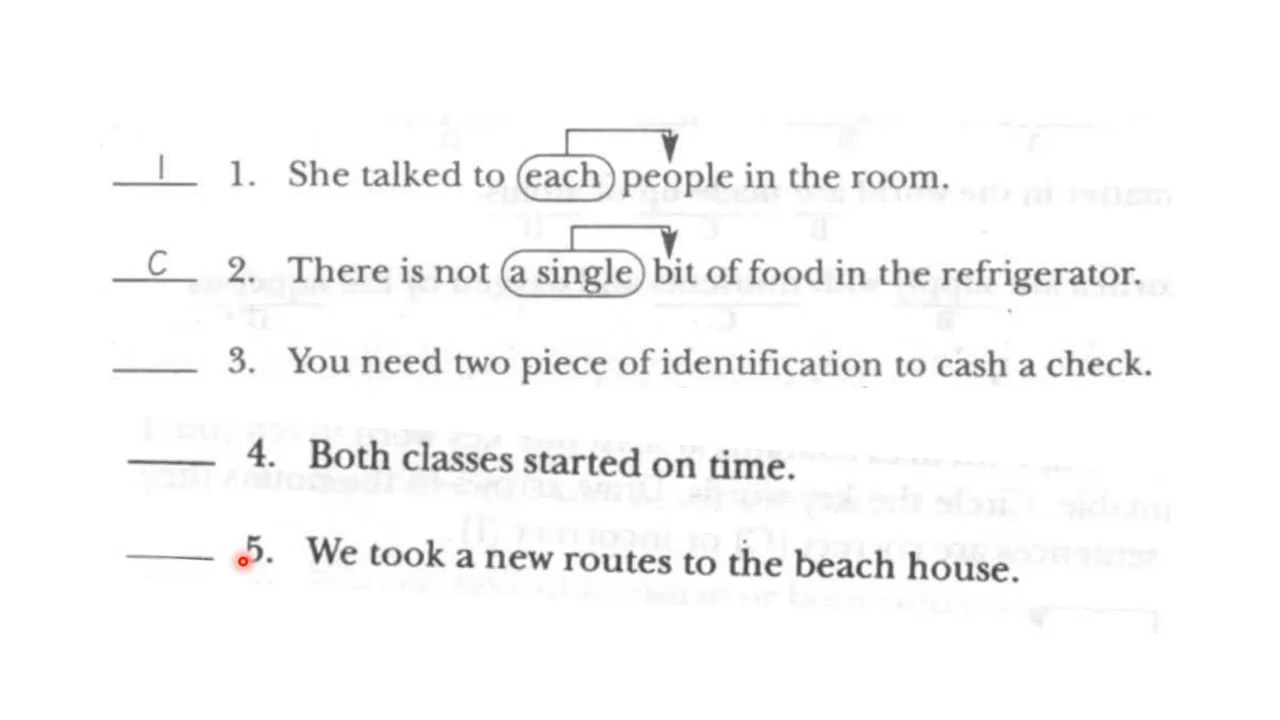 I 1. She talked to each people in the room.
C 2. There is not a single bit of food in the refrigerator.
3. You need two piece of identification to cash a check.
4. Both classes started on time.
5. We took a new routes to the beach house.